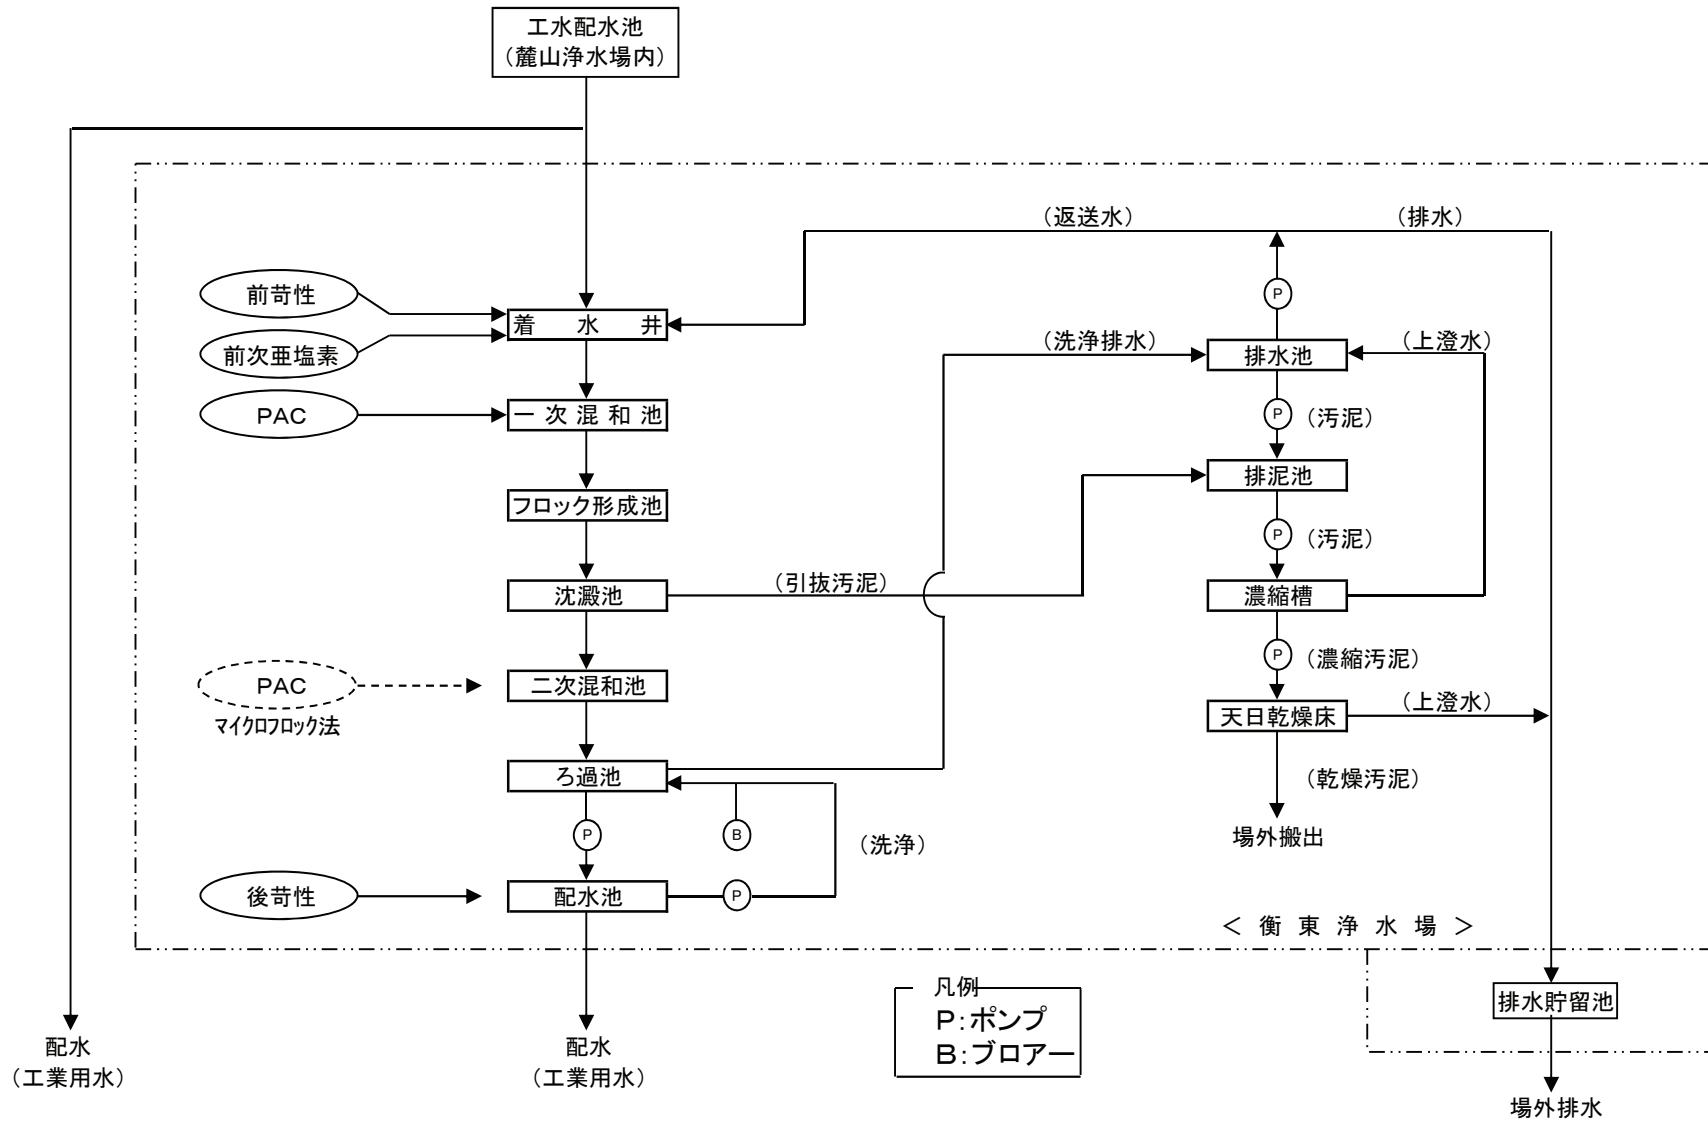 工水配水池
（麓山浄水場内）
（返送水）
（排水）
前苛性
P
着 水 井
前次亜塩素
（洗浄排水）
排水池
（上澄水）
PAC
一次混和池
P
（汚泥）
排泥池
フロック形成池
P
（汚泥）
（引抜汚泥）
沈澱池
濃縮槽
P
（濃縮汚泥）
PAC
二次混和池
マイクロフロック法
天日乾燥床
（上澄水）
ろ過池
（乾燥汚泥）
P
B
（洗浄）
場外搬出
後苛性
配水池
P
＜ 衡 東 浄 水 場 ＞
凡例
P：ポンプ
B：ブロアー
排水貯留池
配水
（工業用水）
配水
（工業用水）
場外排水